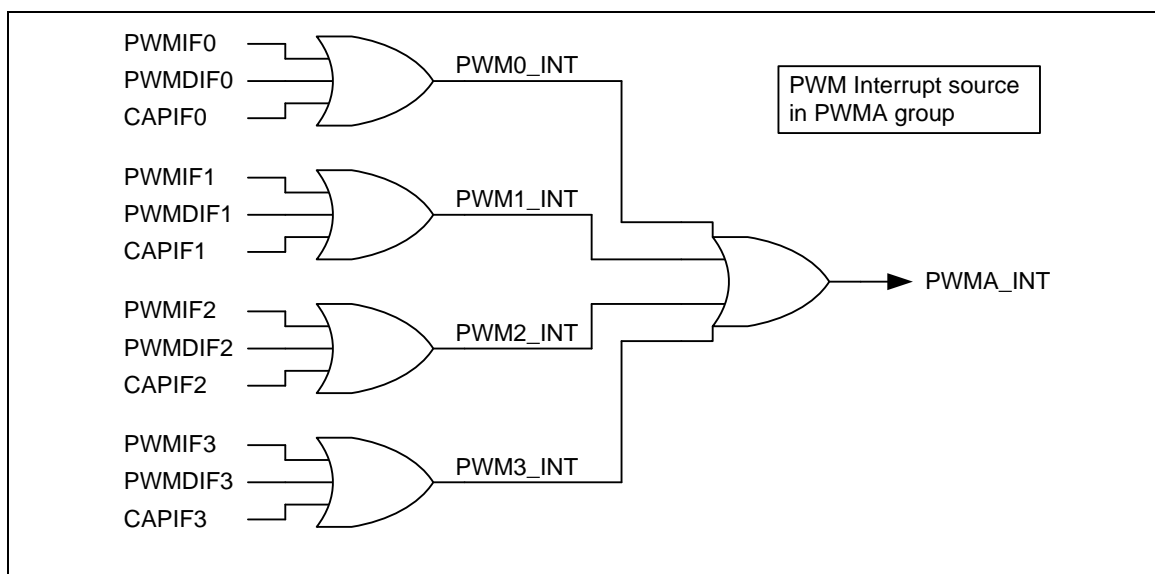 PWMIF0
PWMDIF0
CAPIF0
PWM0_INT
PWM Interrupt source
in PWMA group
PWMIF1
PWMDIF1
CAPIF1
PWM1_INT
PWMA_INT
PWMIF2
PWMDIF2
CAPIF2
PWM2_INT
PWMIF3
PWMDIF3
CAPIF3
PWM3_INT